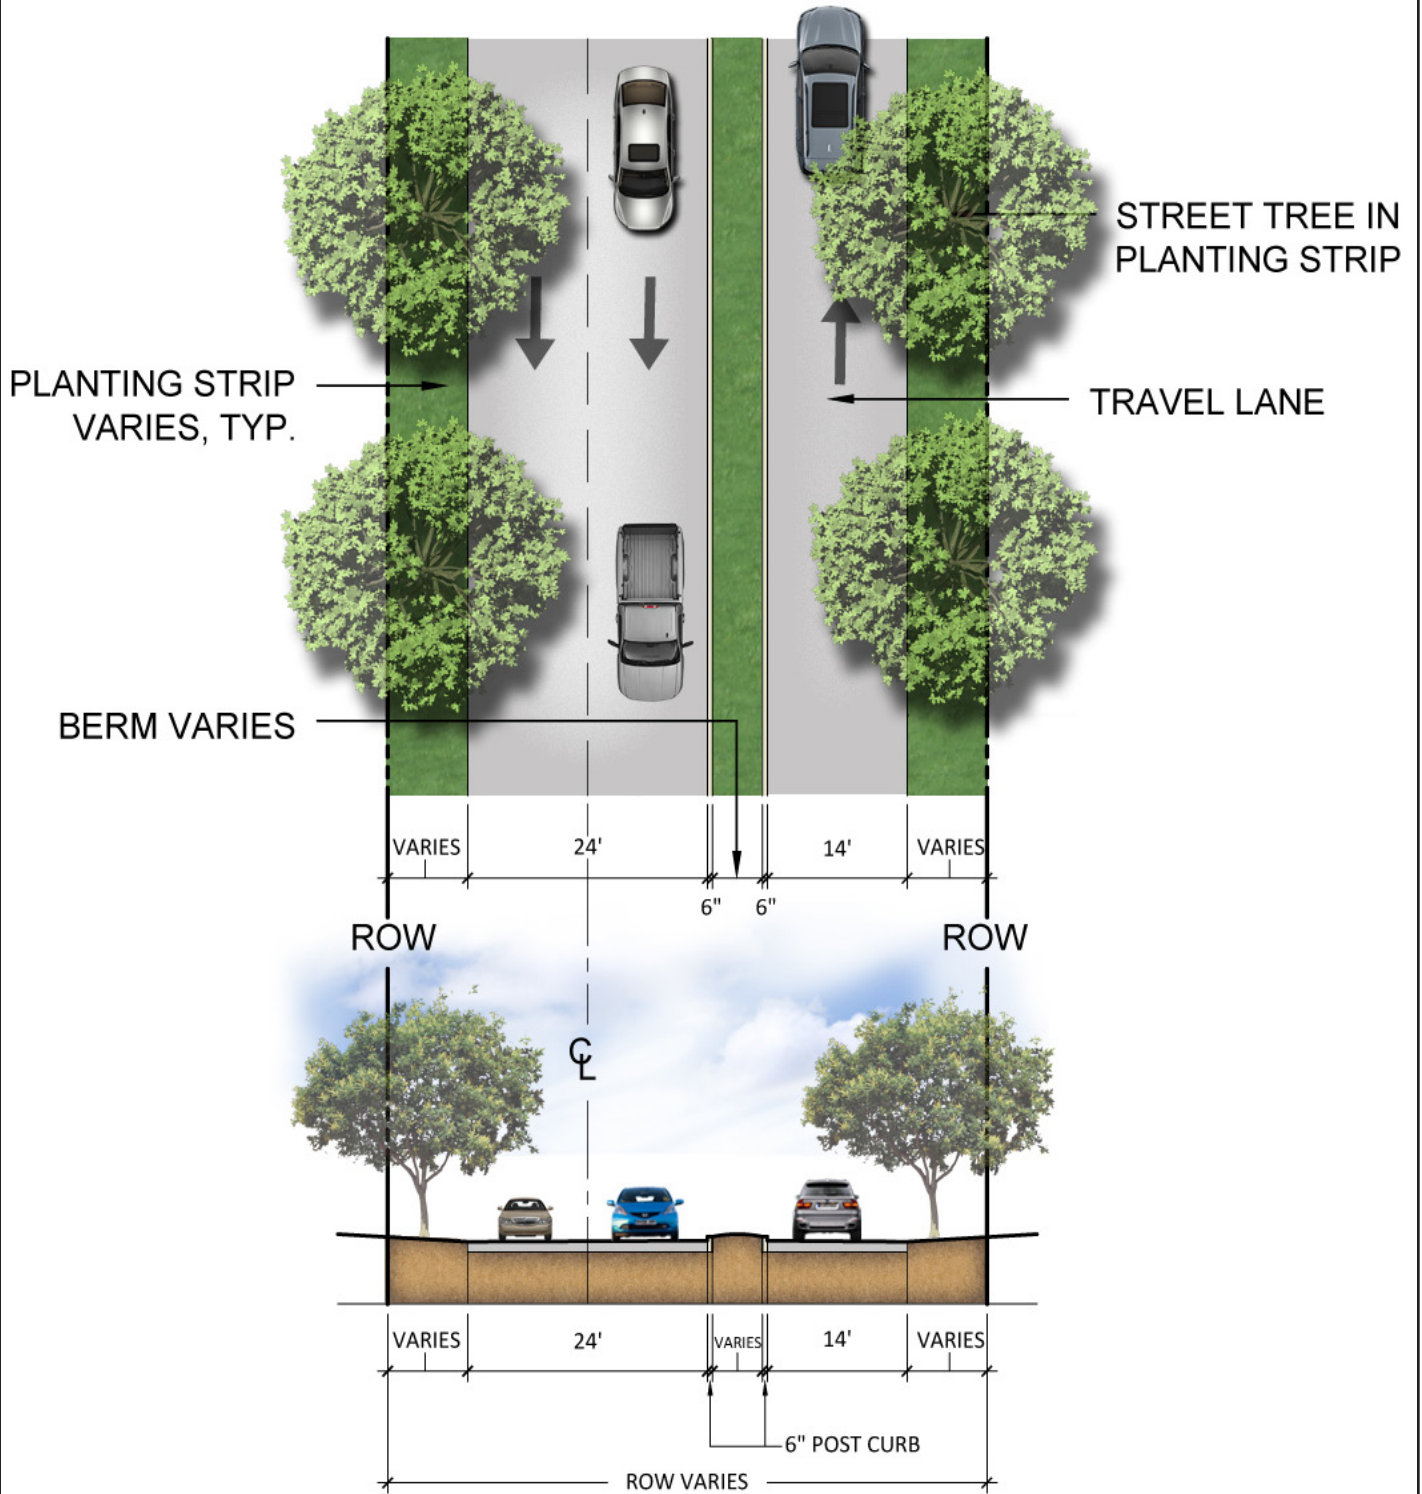 STREET TREE IN
PLANTING STRIP
PLANTING STRIP
VARIES, TYP.
TRAVEL LANE
BERM VARIES
VARIES
24'
14'
VARIES
6"
6"
ROW
ROW
℄
VARIES
24'
VARIES
14'
VARIES
6" POST CURB
ROW VARIES